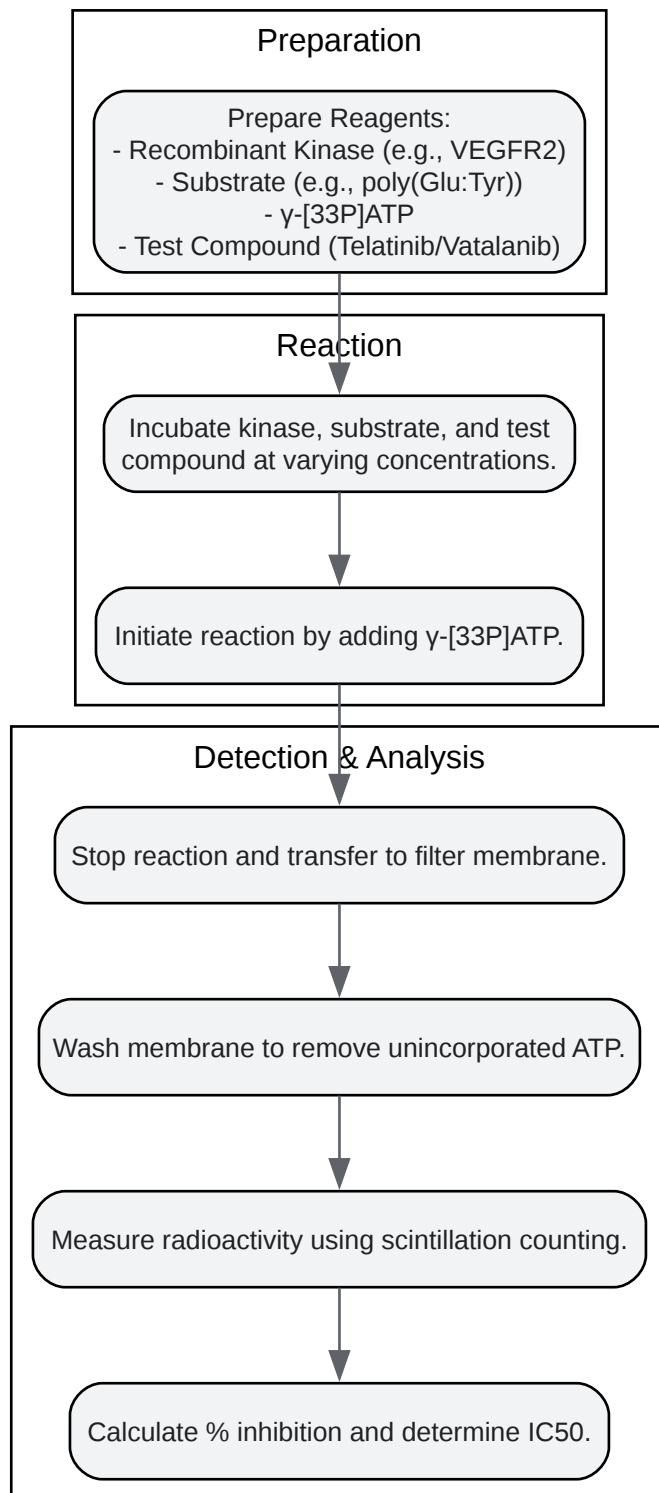 Preparation
Prepare Reagents:
- Recombinant Kinase (e.g., VEGFR2)
- Substrate (e.g., poly(Glu:Tyr))
- γ-[33P]ATP
- Test Compound (Telatinib/Vatalanib)
Reaction
Incubate kinase, substrate, and test
compound at varying concentrations.
Initiate reaction by adding γ-[33P]ATP.
Detection & Analysis
Stop reaction and transfer to filter membrane.
Wash membrane to remove unincorporated ATP.
Measure radioactivity using scintillation counting.
Calculate % inhibition and determine IC50.